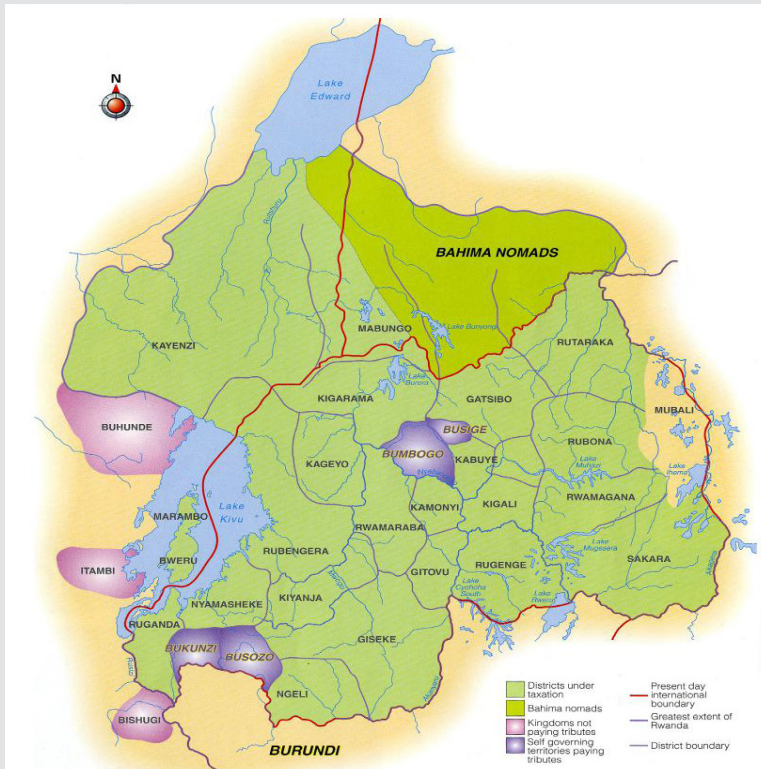 N
Lake
Edward
Rutshuru
BAHIMA NOMADS
MABUNGO
Lake Bunyonyi
KAYENZI
RUTARAKA
Lake
Burera
KIGARAMA
GATSIBO
MUBALI
BUHUNDE
BUSIGE
BUMBOGO
RUBONA
KAGEYO
KABUYE
Lake
Muhazi
Lake
Ihema
Lake
Kivu
MARAMBO
KAMONYI
KIGALI
RWAMAGANA
RWAMARABA
Lake
Mugesera
BWERU
RUBENGERA
ITAMBI
GITOVU
RUGENGE
SAKARA
Lake
Cyohoha
South
Lake
Rweru
NYAMASHEKE
KIYANJA
RUGANDA
GISEKE
BUKUNZI
BUSOZO
NGELI
BISHUGI
BURUNDI
Districts under
taxation
Bahima nomads
Kingdoms not
paying tributes
Self governing
territories paying
tributes
Present day
international
boundary
Greatest extent of
Rwanda
District boundary